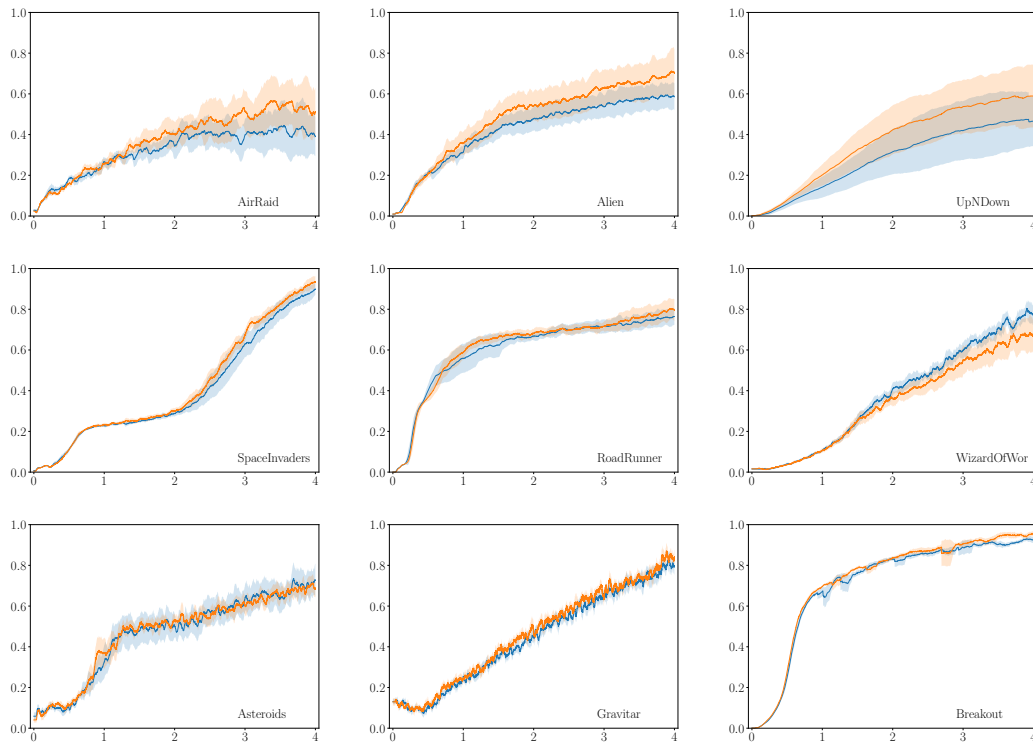 1.0 1.0 1.0
0.8 0.8 0.8
0.6 0.6 0.6
0.4 0.4 0.4
0.2 0.2 0.2
AirRaid Alien UpNDown
0.0 0.0 0.0
0 1 2 3 4 0 1 2 3 4 0 1 2 3 4
1.0 1.0 1.0
0.8 0.8 0.8
0.6 0.6 0.6
0.4 0.4 0.4
0.2 0.2 0.2
SpaceInvaders RoadRunner WizardOfWor
0.0 0.0 0.0
0 1 2 3 4 0 1 2 3 4 0 1 2 3 4
1.0 1.0 1.0
0.8 0.8 0.8
0.6 0.6 0.6
0.4 0.4 0.4
0.2 0.2 0.2
Asteroids Gravitar Breakout
0.0 0.0 0.0
0 1 2 3 4 0 1 2 3 4 0 1 2 3 4